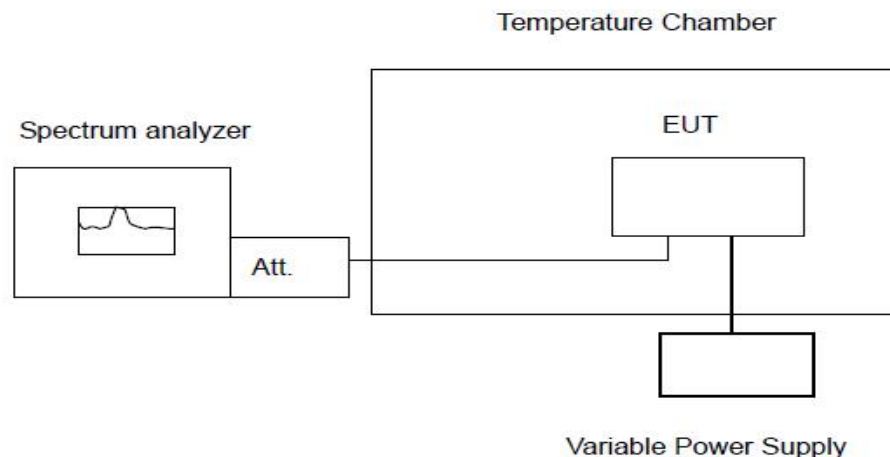 Temperature Chamber
Spectrum analyzer
EUT
Att.
Variable Power Supply